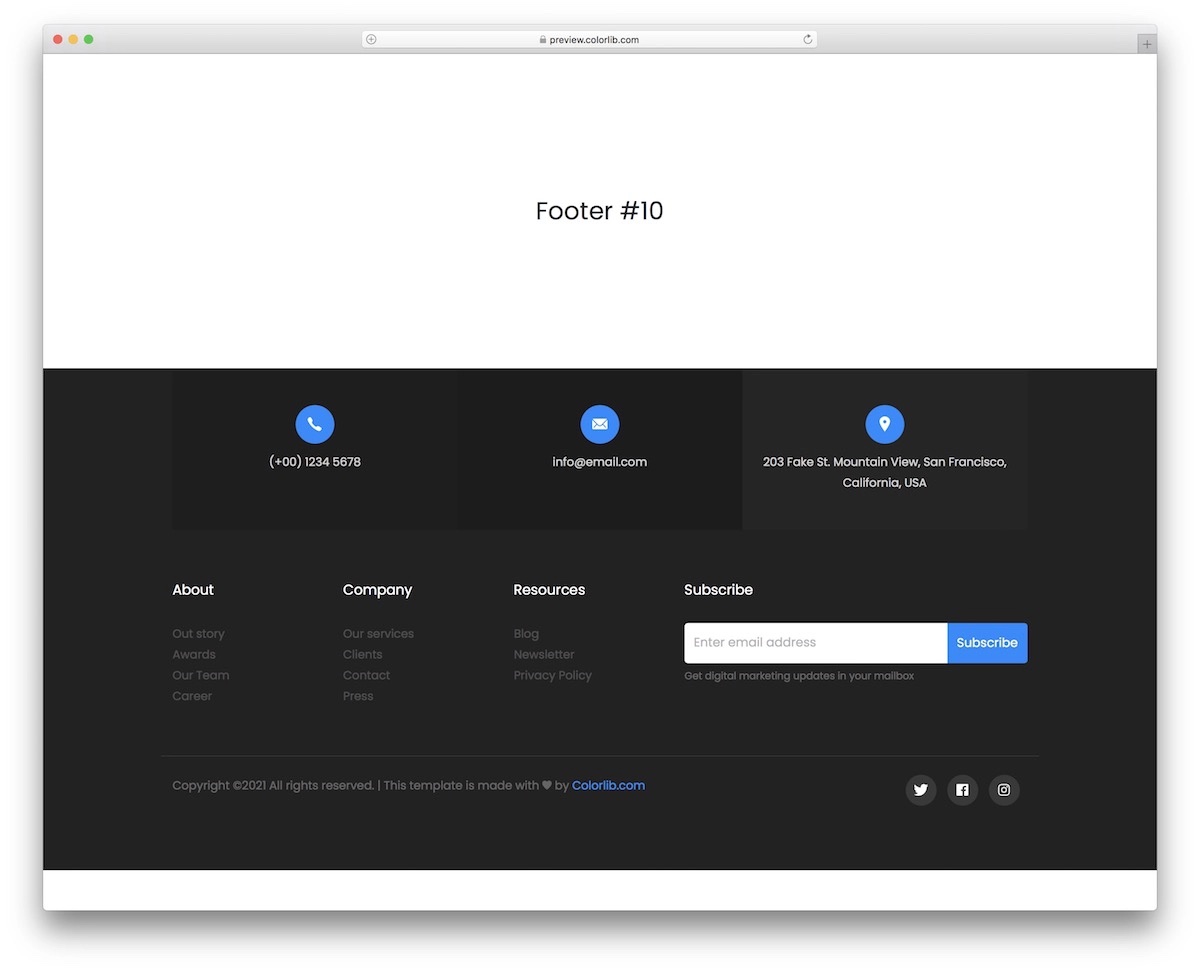 preview.colorlib.com
Footer #10
(+00) 1234 5678
info@email.com
203 Fake St. Mountain View, San Francisco,
California, USA
About
Out story
Awards
Our Team
Career
Company
Our services
Clients
Contact
Press
Resources
Blog
Newsletter
Privacy Policy
Subscribe
Enter email address
Subscribe
Get digital marketing updates in your mailbox
Copyright ©2021 All rights reserved. | This template is made with ♥ by Colorlib.com